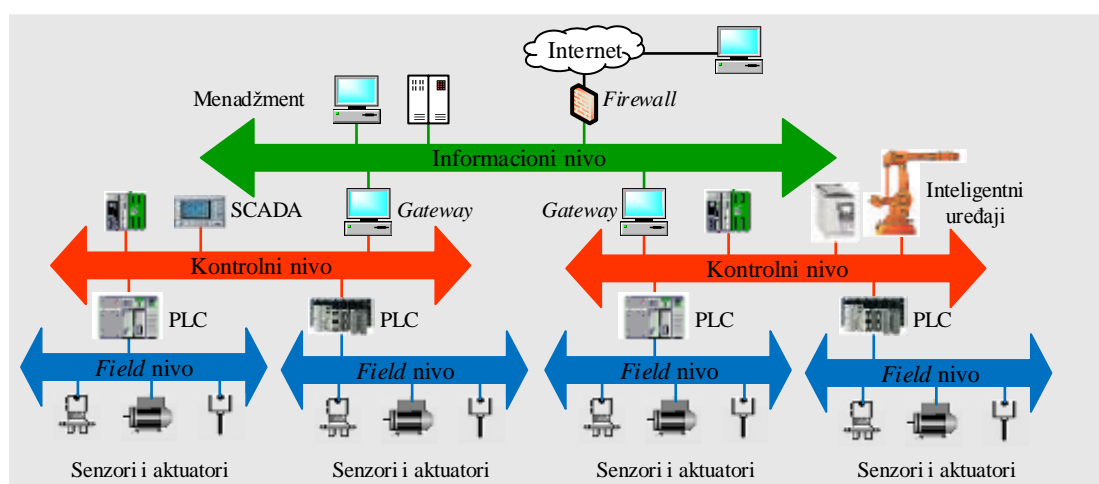 Internet
Menadžment
Firewall
Informacioni nivo
SCADA
Gateway
Gateway
Inteligentni
uređaji
Kontrolni nivo
Kontrolni nivo
PLC
PLC
PLC
PLC
Field nivo
Field nivo
Field nivo
Field nivo
Senzori i aktuatori
Senzori i aktuatori
Senzori i aktuatori
Senzori i aktuatori